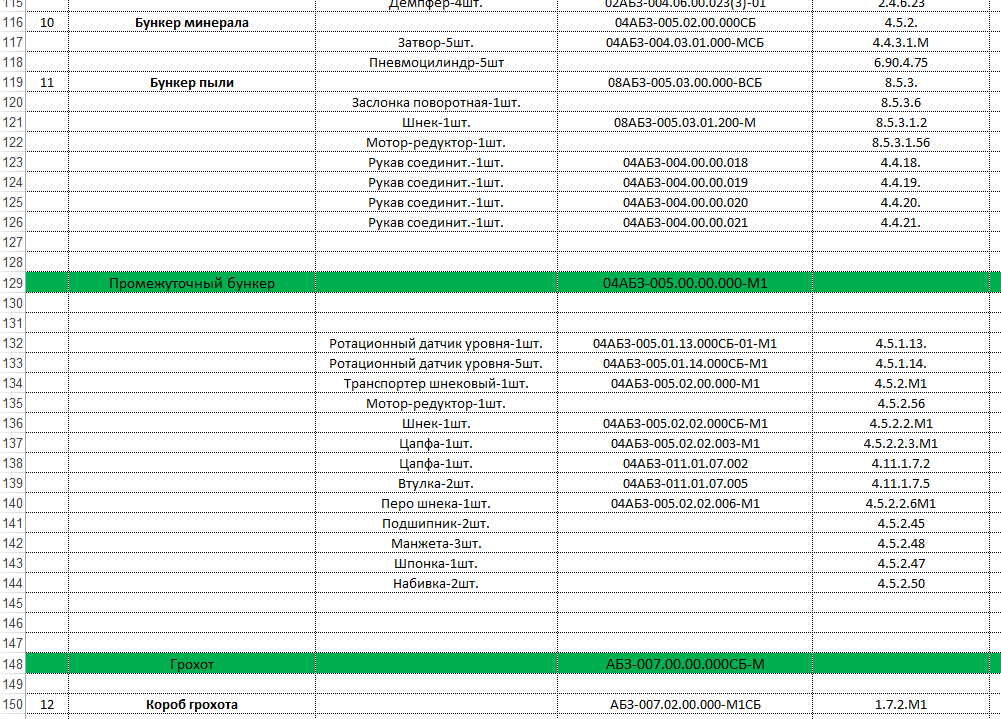 115 Демпфер-4шт. 02АБЗ-004.06.00.023(3)-01 2.4.6.23
116 10 Бункер минерала 04АБЗ-005.02.00.000СБ 4.5.2.
117 Затвор-5шт. 04АБЗ-004.03.01.000-МСБ 4.4.3.1.М
118 Пневмоцилиндр-5шт 6.90.4.75
119 11 Бункер пыли 08АБЗ-005.03.00.000-ВСБ 8.5.3.
120 Заслонка поворотная-1шт. 8.5.3.6
121 Шнек-1шт. 08АБЗ-005.03.01.200-М 8.5.3.1.2
122 Мотор-редуктор-1шт. 8.5.3.1.56
123 Рукав соединит.-1шт. 04АБЗ-004.00.00.018 4.4.18.
124 Рукав соединит.-1шт. 04АБЗ-004.00.00.019 4.4.19.
125 Рукав соединит.-1шт. 04АБЗ-004.00.00.020 4.4.20.
126 Рукав соединит.-1шт. 04АБЗ-004.00.00.021 4.4.21.
127
128
129 Промежуточный бункер 04АБЗ-005.00.00.000-М1
130
131
132 Ротационный датчик уровня-1шт. 04АБЗ-005.01.13.000СБ-01-М1 4.5.1.13.
133 Ротационный датчик уровня-5шт. 04АБЗ-005.01.14.000СБ-М1 4.5.1.14.
134 Транспортер шнековый-1шт. 04АБЗ-005.02.00.000-М1 4.5.2.М1
135 Мотор-редуктор-1шт. 4.5.2.56
136 Шнек-1шт. 04АБЗ-005.02.02.000СБ-М1 4.5.2.2.М1
137 Цапфа-1шт. 04АБЗ-005.02.02.003-М1 4.5.2.2.3.М1
138 Цапфа-1шт. 04АБЗ-011.01.07.002 4.11.1.7.2
139 Втулка-2шт. 04АБЗ-011.01.07.005 4.11.1.7.5
140 Перо шнека-1шт. 04АБЗ-005.02.02.006-М1 4.5.2.2.6М1
141 Подшипник-2шт. 4.5.2.45
142 Манжета-3шт. 4.5.2.48
143 Шпонка-1шт. 4.5.2.47
144 Набивка-2шт. 4.5.2.50
145
146
147
148 Грохот АБЗ-007.00.00.000СБ-М
149
150 12 Короб грохота АБЗ-007.02.00.000-М1СБ 1.7.2.М1